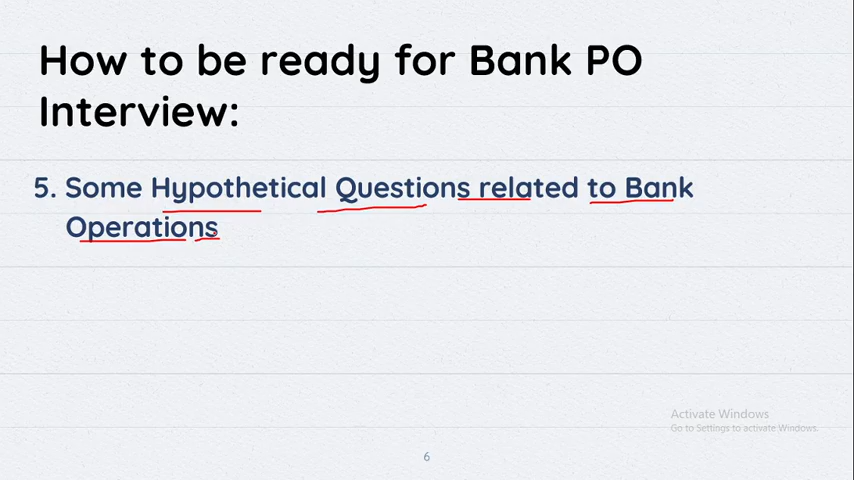 How to be ready for Bank PO
Interview:
5. Some Hypothetical Questions related to Bank
Operations
Activate Windows
Go to Settings to activate Windows.
6